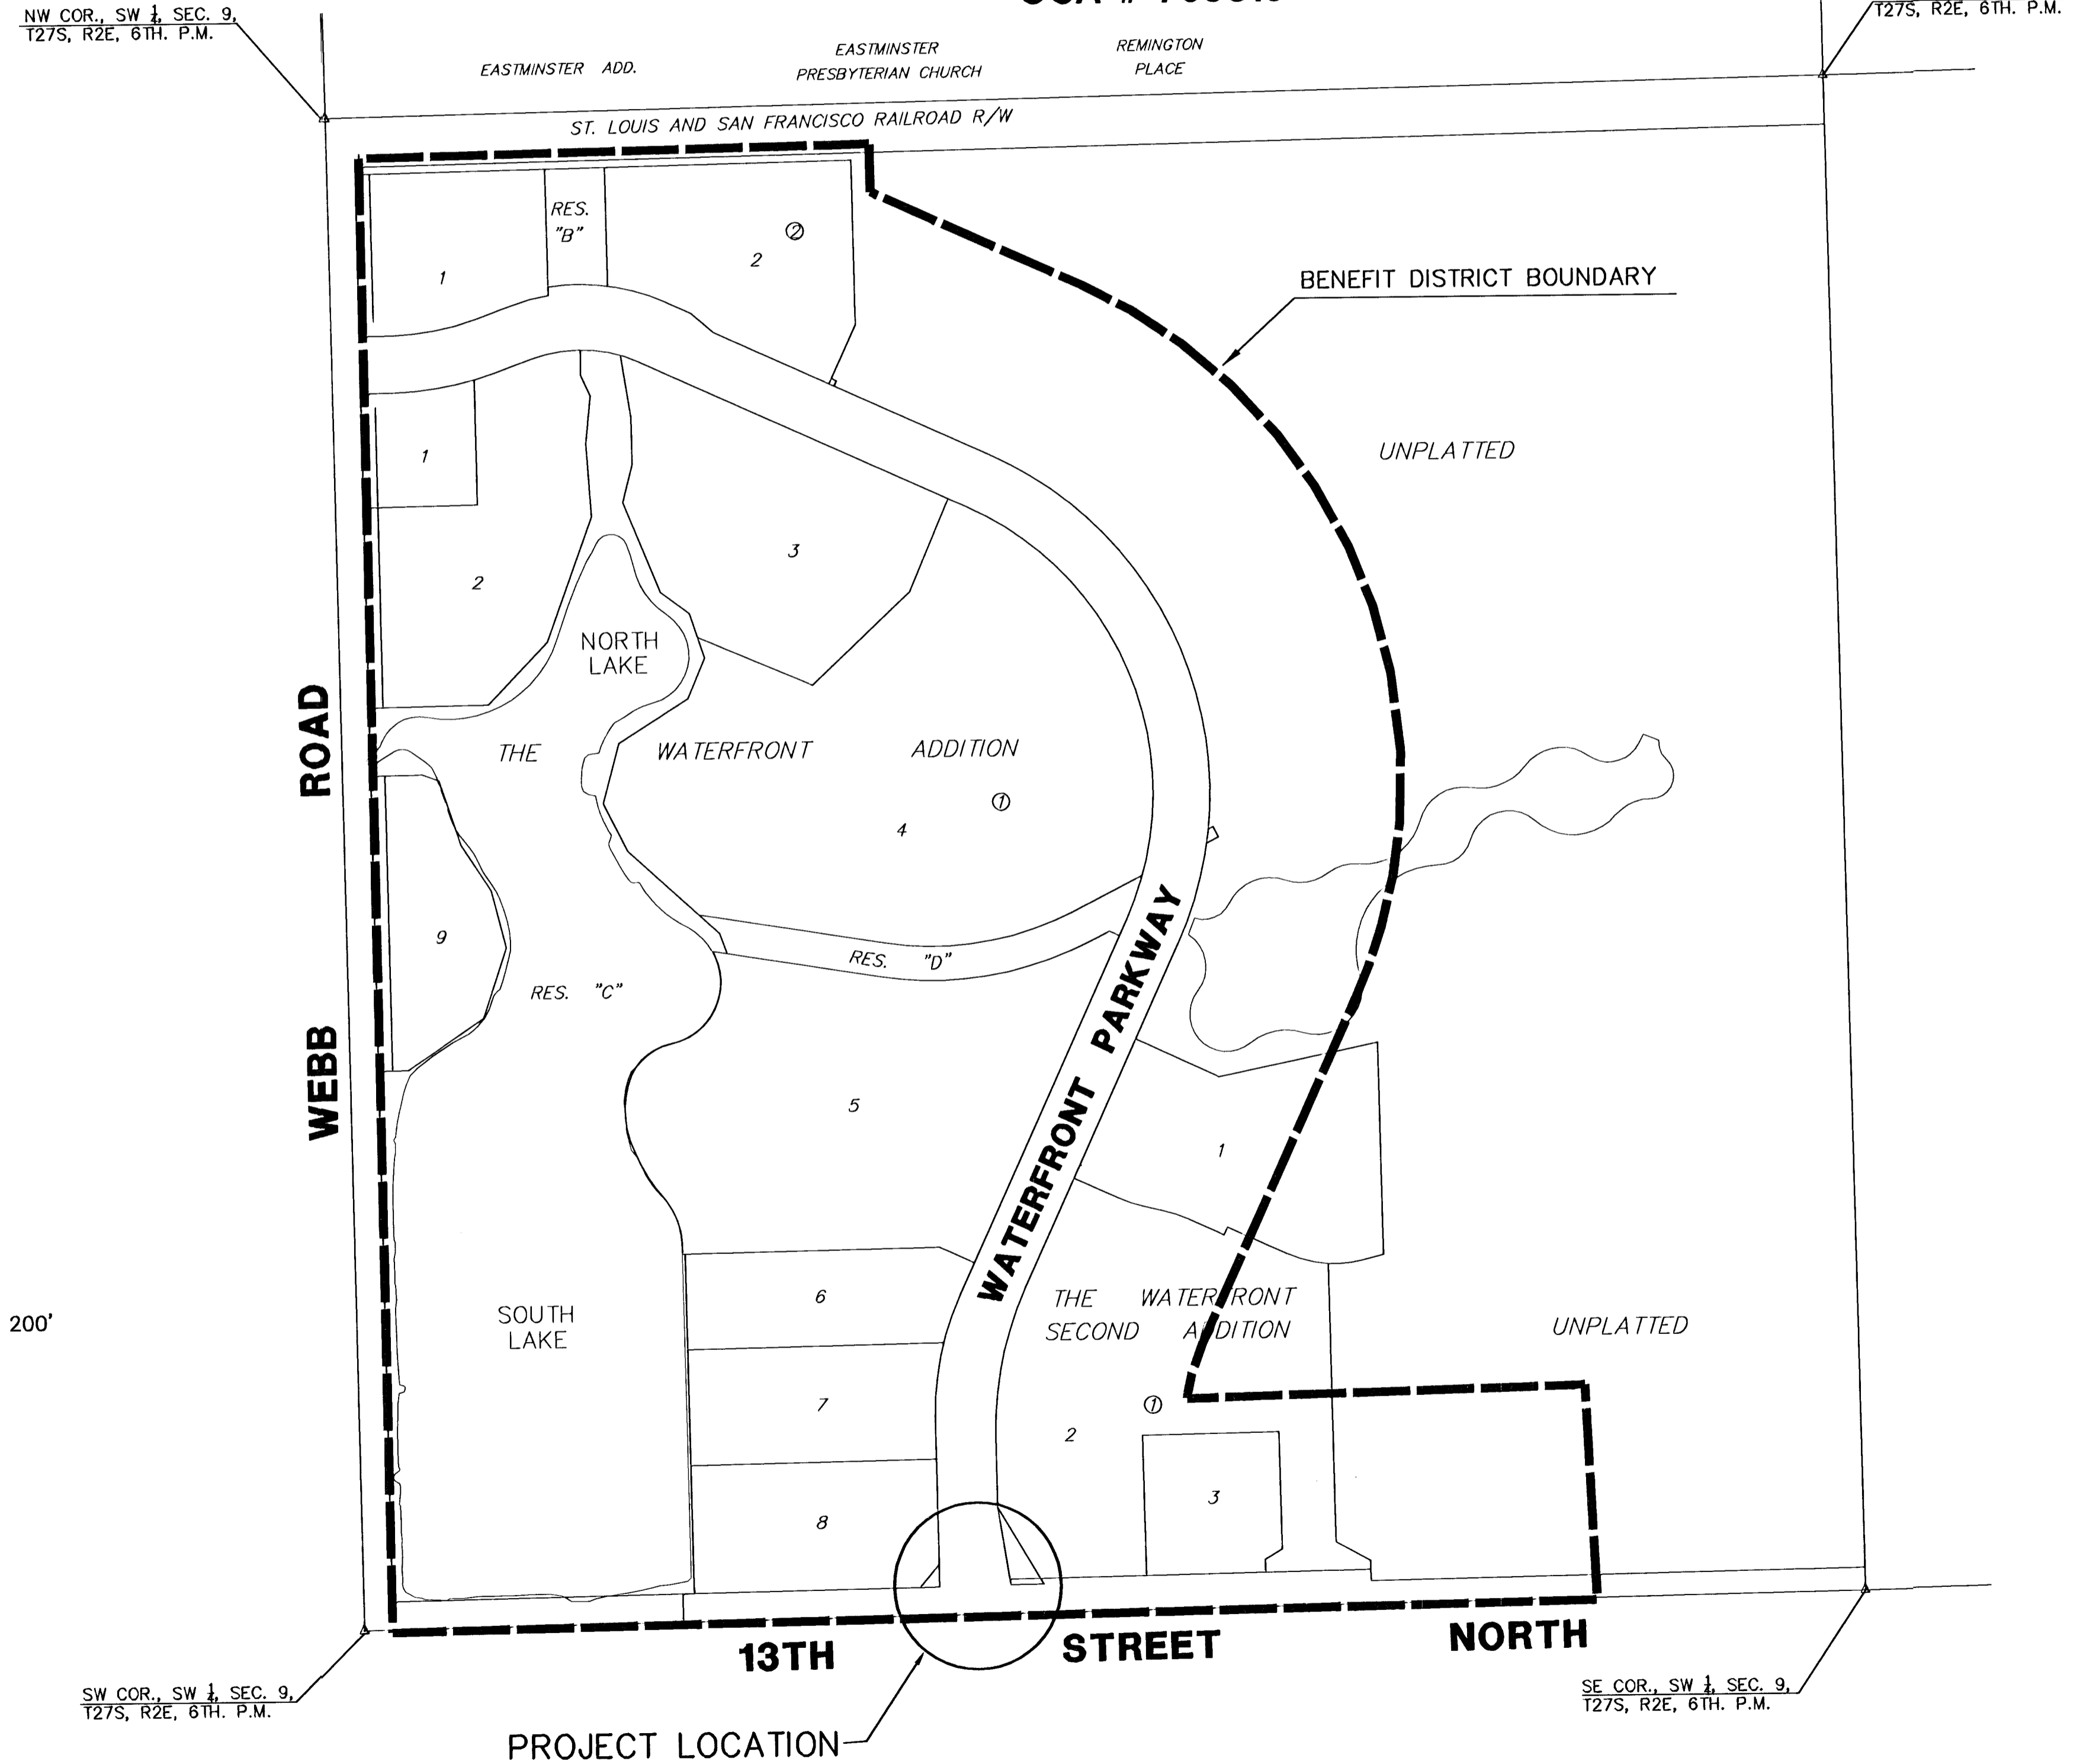 NW COR., SW ¼, SEC. 9,
T27S, R2E, 6TH. P.M.
T27S, R2E, 6TH. P.M.
EASTMINSTER ADD.
EASTMINSTER
PRESBYTERIAN CHURCH
REMINGTON
PLACE
ST. LOUIS AND SAN FRANCISCO RAILROAD R/W
RES.
"B"
2
2
1
BENEFIT DISTRICT BOUNDARY
UNPLATTED
1
3
2
NORTH
LAKE
WEBB ROAD
THE WATERFRONT ADDITION
1
4
9
RES. "D"
RES. "C"
WATERFRONT PARKWAY
5
1
6
SOUTH
LAKE
THE WATERFRONT
SECOND ADDITION
UNPLATTED
200'
7
1
2
3
8
13TH STREET NORTH
SW COR., SW ¼, SEC. 9,
T27S, R2E, 6TH. P.M.
SE COR., SW ¼, SEC. 9,
T27S, R2E, 6TH. P.M.
PROJECT LOCATION